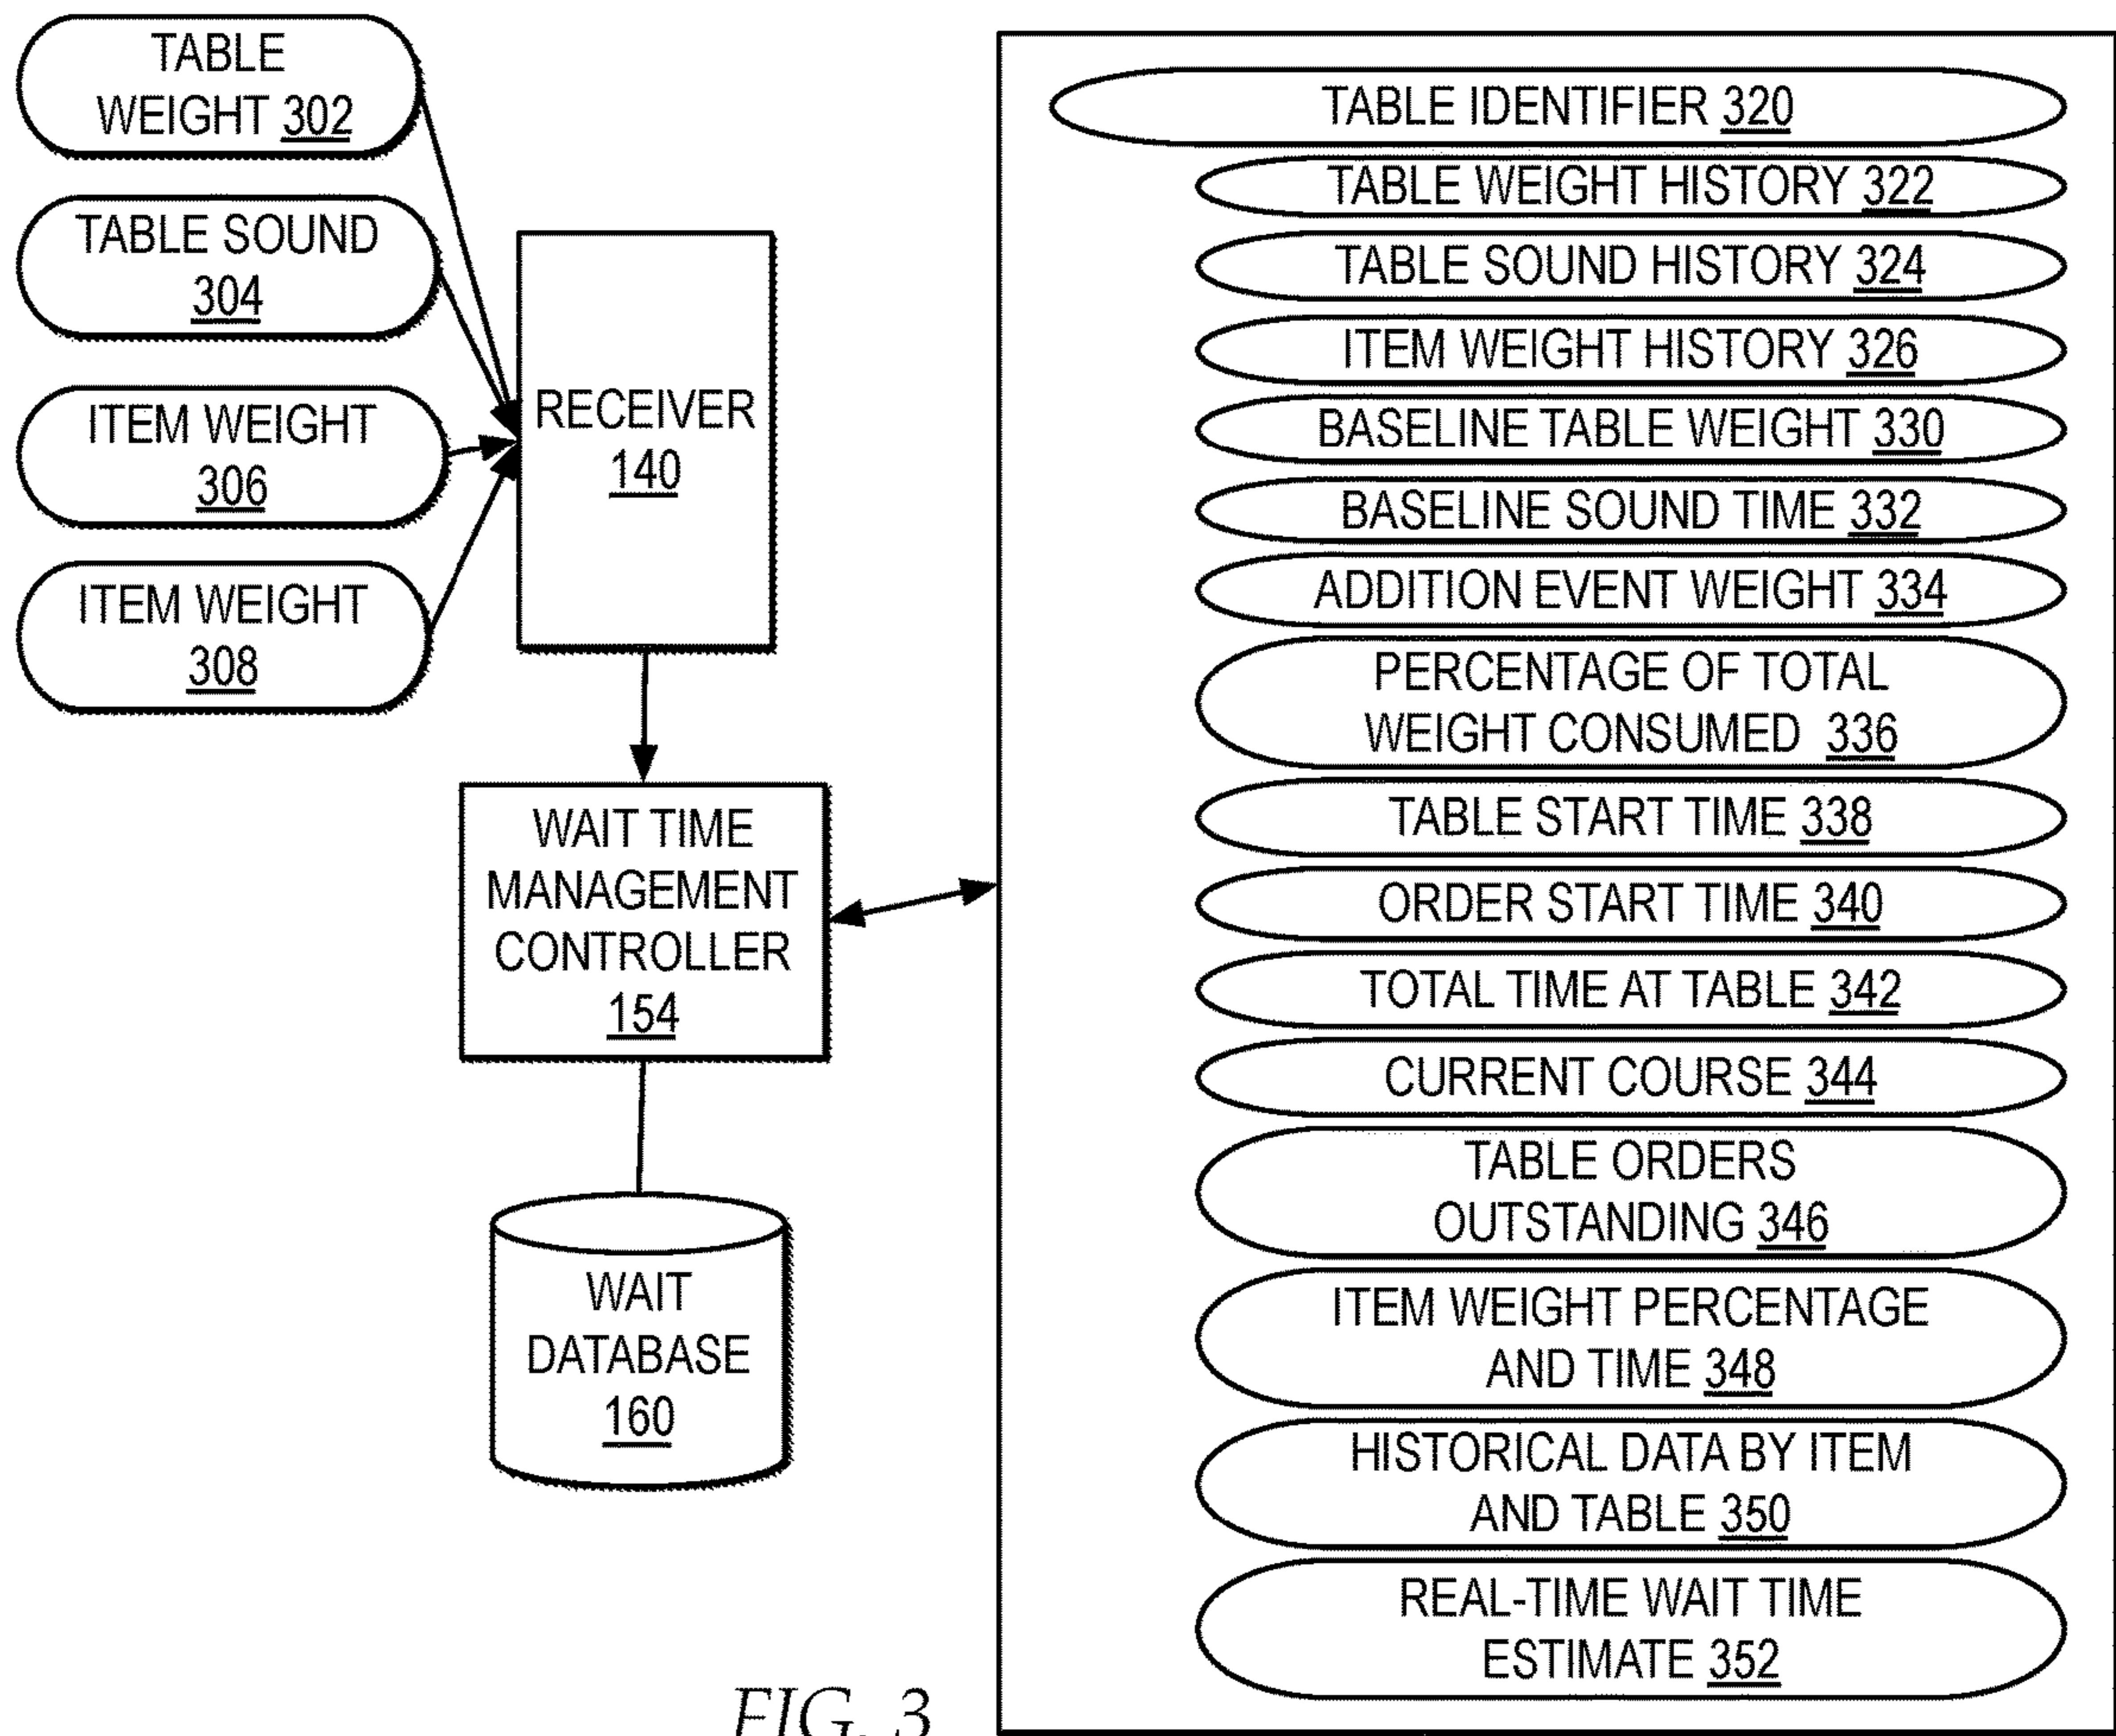 TABLE
WEIGHT 302
TABLE SOUND
304
ITEM WEIGHT
306
ITEM WEIGHT
308
RECEIVER
140
WAIT TIME
MANAGEMENT
CONTROLLER
154
WAIT
DATABASE
160
TABLE IDENTIFIER 320
TABLE WEIGHT HISTORY 322
TABLE SOUND HISTORY 324
ITEM WEIGHT HISTORY 326
BASELINE TABLE WEIGHT 330
BASELINE SOUND TIME 332
ADDITION EVENT WEIGHT 334
PERCENTAGE OF TOTAL
WEIGHT CONSUMED 336
TABLE START TIME 338
ORDER START TIME 340
TOTAL TIME AT TABLE 342
CURRENT COURSE 344
TABLE ORDERS
OUTSTANDING 346
ITEM WEIGHT PERCENTAGE
AND TIME 348
HISTORICAL DATA BY ITEM
AND TABLE 350
REAL-TIME WAIT TIME
ESTIMATE 352
FIG. 3